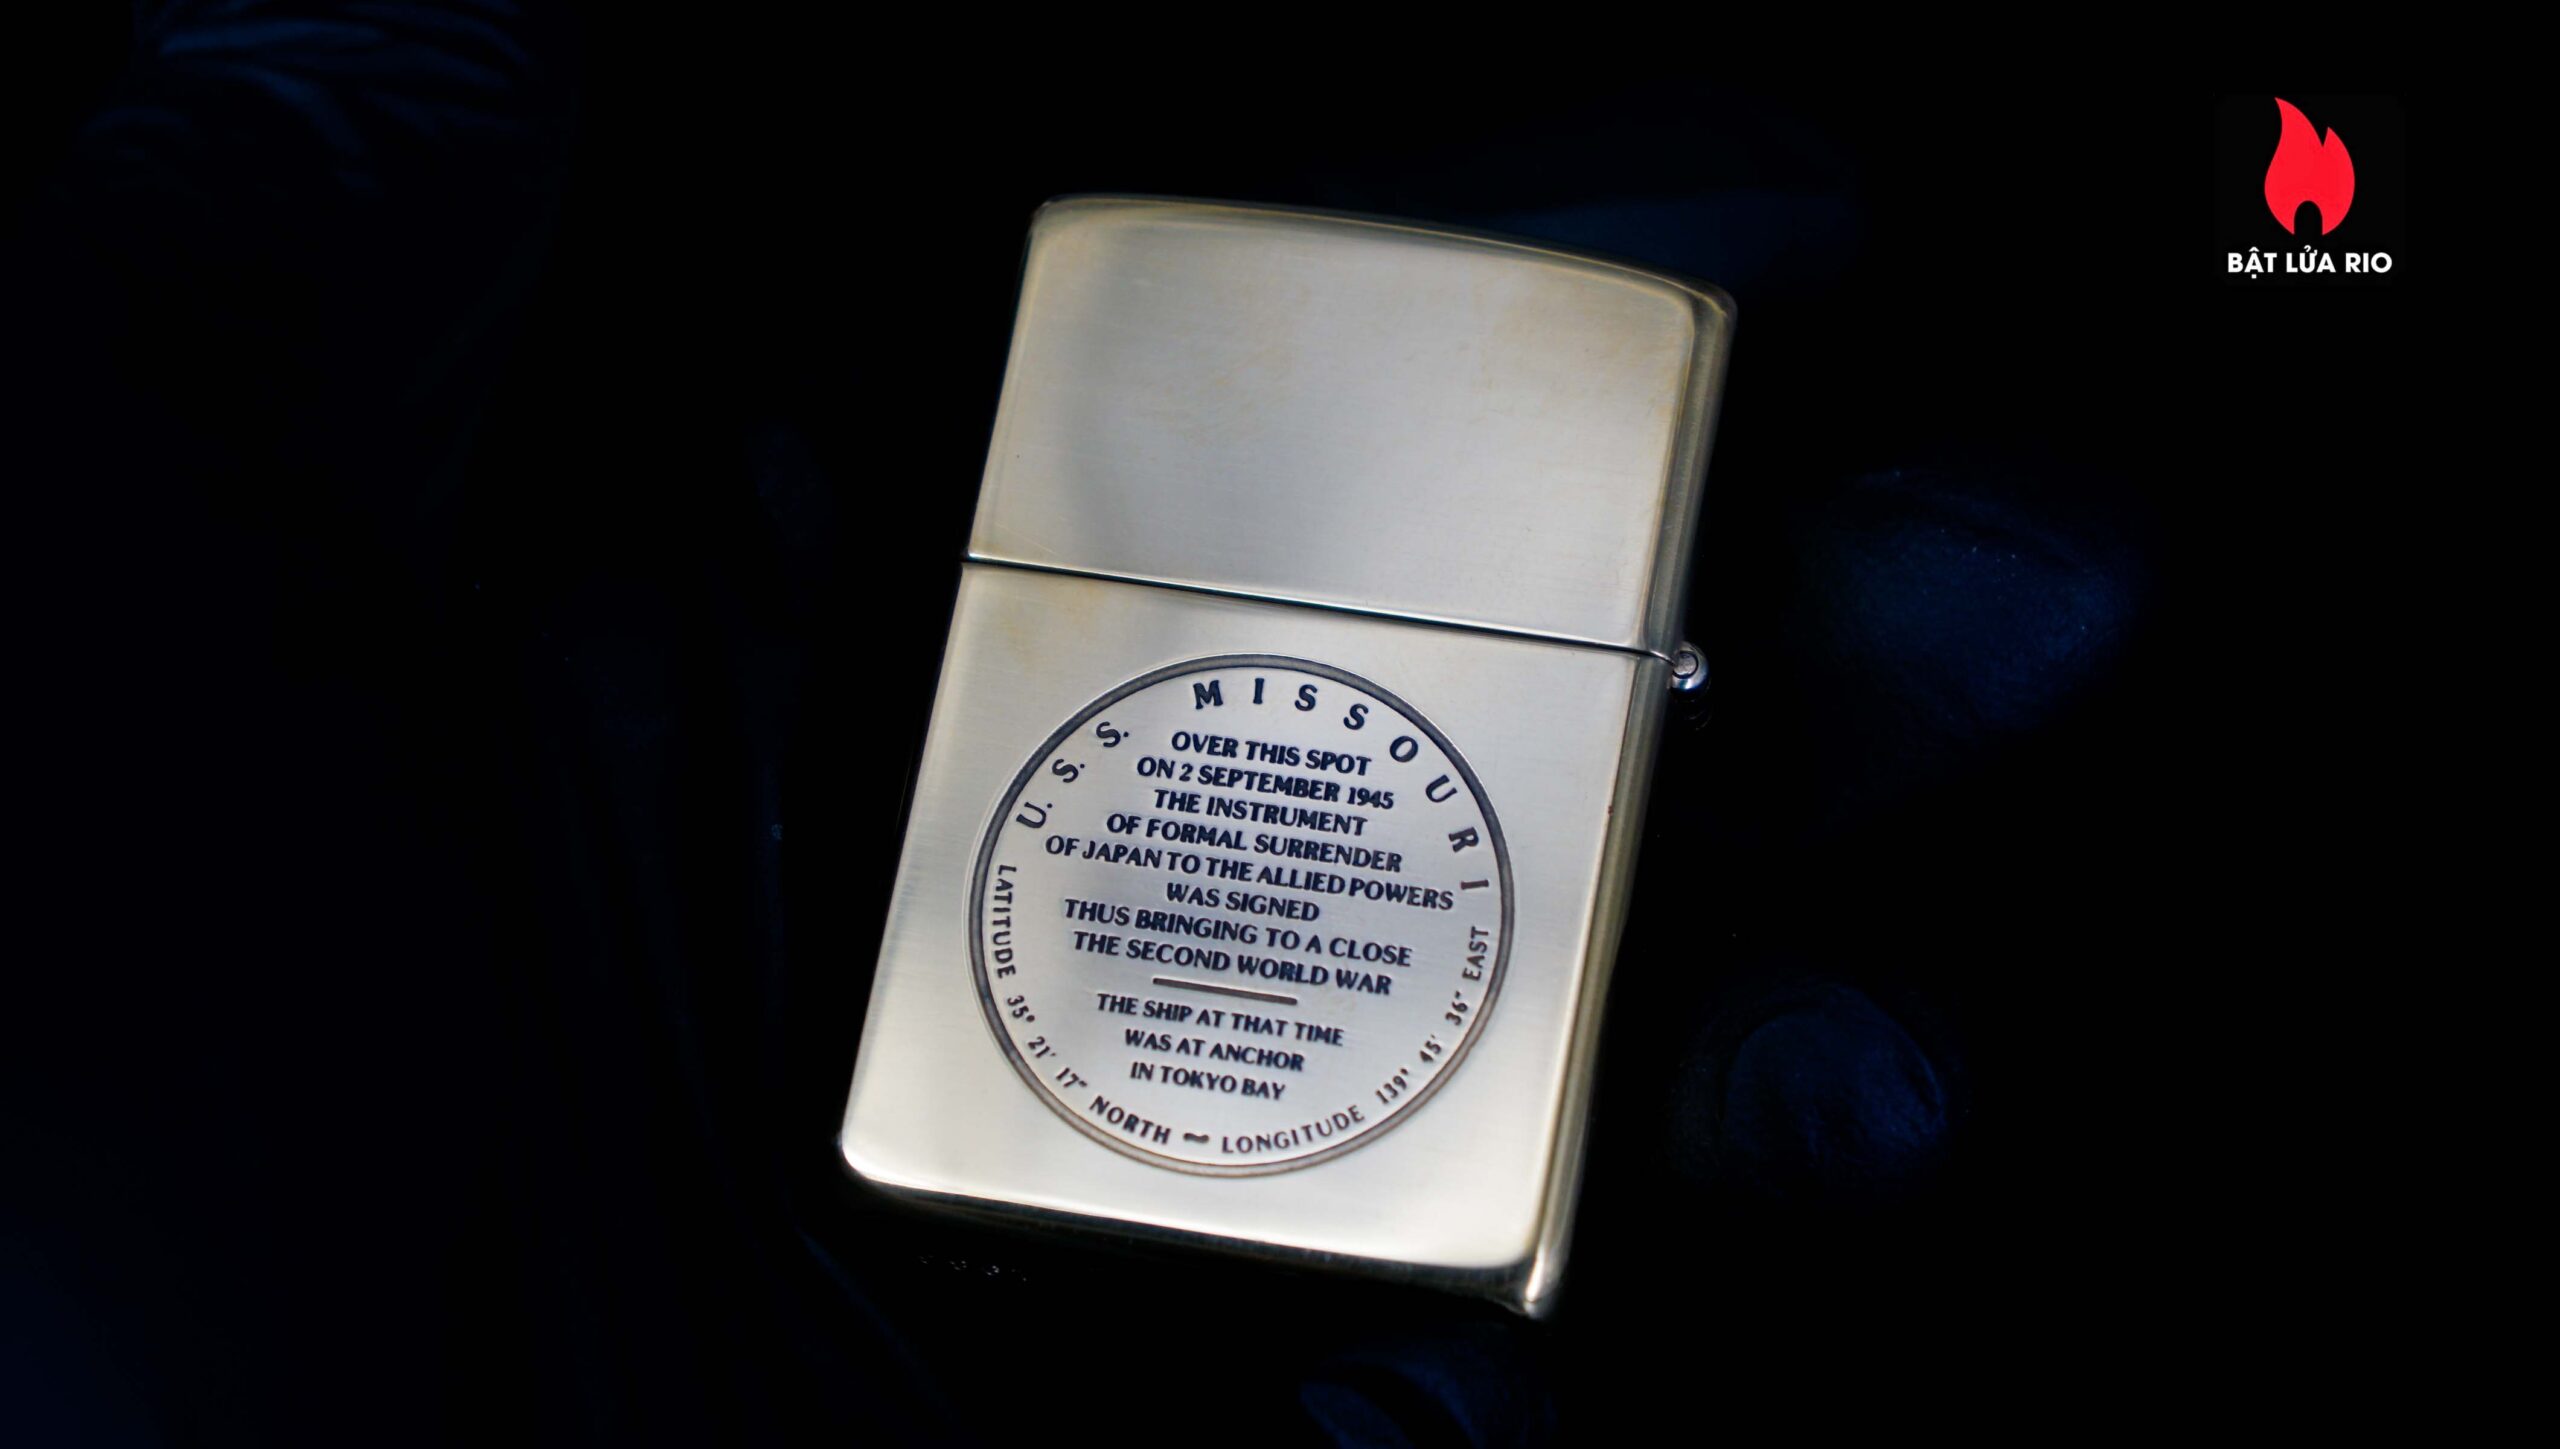 BẬT LỬA RIO
U. S. S. MISSOURI
OVER THIS SPOT
ON 2 SEPTEMBER 1945
THE INSTRUMENT
OF FORMAL SURRENDER
OF JAPAN TO THE ALLIED POWERS
WAS SIGNED
THUS BRINGING TO A CLOSE
THE SECOND WORLD WAR
THE SHIP AT THAT TIME
WAS AT ANCHOR
IN TOKYO BAY
LATITUDE 35° 21' 17" NORTH ~ LONGITUDE 139° 45' 36" EAST